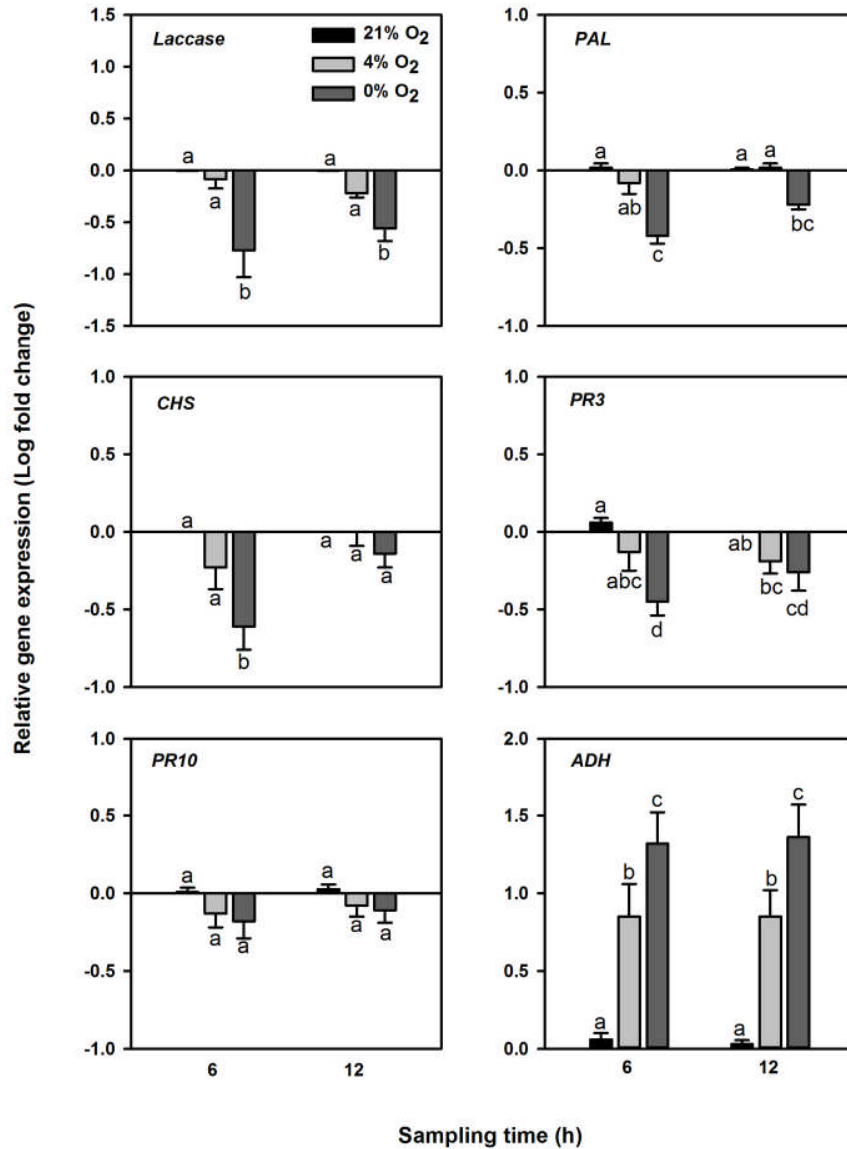 Relative gene expression (Log fold change)
1.5
1.0
0.5
0.0
-0.5
-1.0
-1.5
Laccase
21% O2
4% O2
0% O2
a
a
b
a
a
b
1.0
0.5
0.0
-0.5
-1.0
PAL
a
ab
c
a
a
bc
1.0
0.5
0.0
-0.5
-1.0
CHS
a
a
b
a
a
a
1.0
0.5
0.0
-0.5
-1.0
PR3
a
abc
d
ab
bc
cd
1.0
0.5
0.0
-0.5
-1.0
PR10
a
a
a
a
a
a
6
12
2.0
1.5
1.0
0.5
0.0
ADH
a
b
c
a
b
c
6
12
Sampling time (h)